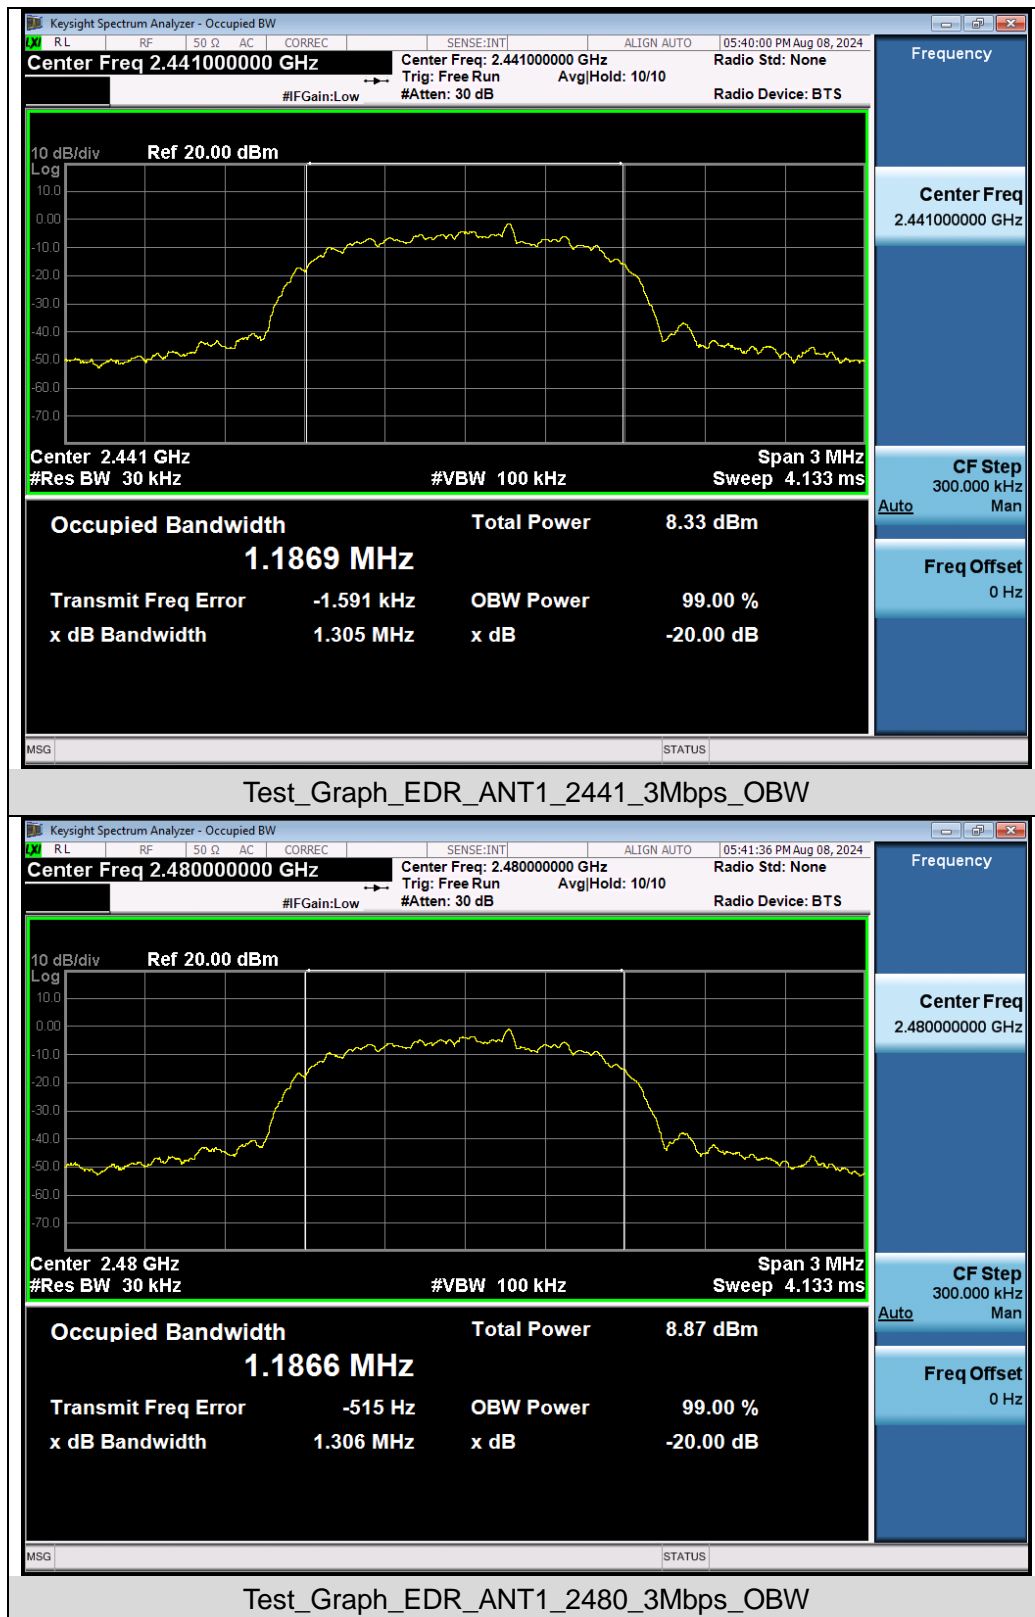 Keysight Spectrum Analyzer - Occupied BW
LXI RL RF 50 Ω AC CORREC SENSE:INT ALIGN AUTO 05:40:00 PM Aug 08, 2024
Center Freq 2.441000000 GHz
Center Freq: 2.441000000 GHz
Radio Std: None
Trig: Free Run Avg|Hold: 10/10
#IFGain:Low
#Atten: 30 dB
Radio Device: BTS
10 dB/div Ref 20.00 dBm
Log
10.0
0.00
-10.0
-20.0
-30.0
-40.0
-50.0
-60.0
-70.0
Center 2.441 GHz Span 3 MHz
#Res BW 30 kHz #VBW 100 kHz Sweep 4.133 ms
Occupied Bandwidth Total Power 8.33 dBm
1.1869 MHz
Transmit Freq Error -1.591 kHz OBW Power 99.00 %
x dB Bandwidth 1.305 MHz x dB -20.00 dB
MSG STATUS
Frequency
Center Freq
2.441000000 GHz
CF Step
300.000 kHz
Auto Man
Freq Offset
0 Hz
Test_Graph_EDR_ANT1_2441_3Mbps_OBW
Keysight Spectrum Analyzer - Occupied BW
LXI RL RF 50 Ω AC CORREC SENSE:INT ALIGN AUTO 05:41:36 PM Aug 08, 2024
Center Freq 2.480000000 GHz
Center Freq: 2.480000000 GHz
Radio Std: None
Trig: Free Run Avg|Hold: 10/10
#IFGain:Low
#Atten: 30 dB
Radio Device: BTS
10 dB/div Ref 20.00 dBm
Log
10.0
0.00
-10.0
-20.0
-30.0
-40.0
-50.0
-60.0
-70.0
Center 2.48 GHz Span 3 MHz
#Res BW 30 kHz #VBW 100 kHz Sweep 4.133 ms
Occupied Bandwidth Total Power 8.87 dBm
1.1866 MHz
Transmit Freq Error -515 Hz OBW Power 99.00 %
x dB Bandwidth 1.306 MHz x dB -20.00 dB
MSG STATUS
Frequency
Center Freq
2.480000000 GHz
CF Step
300.000 kHz
Auto Man
Freq Offset
0 Hz
Test_Graph_EDR_ANT1_2480_3Mbps_OBW